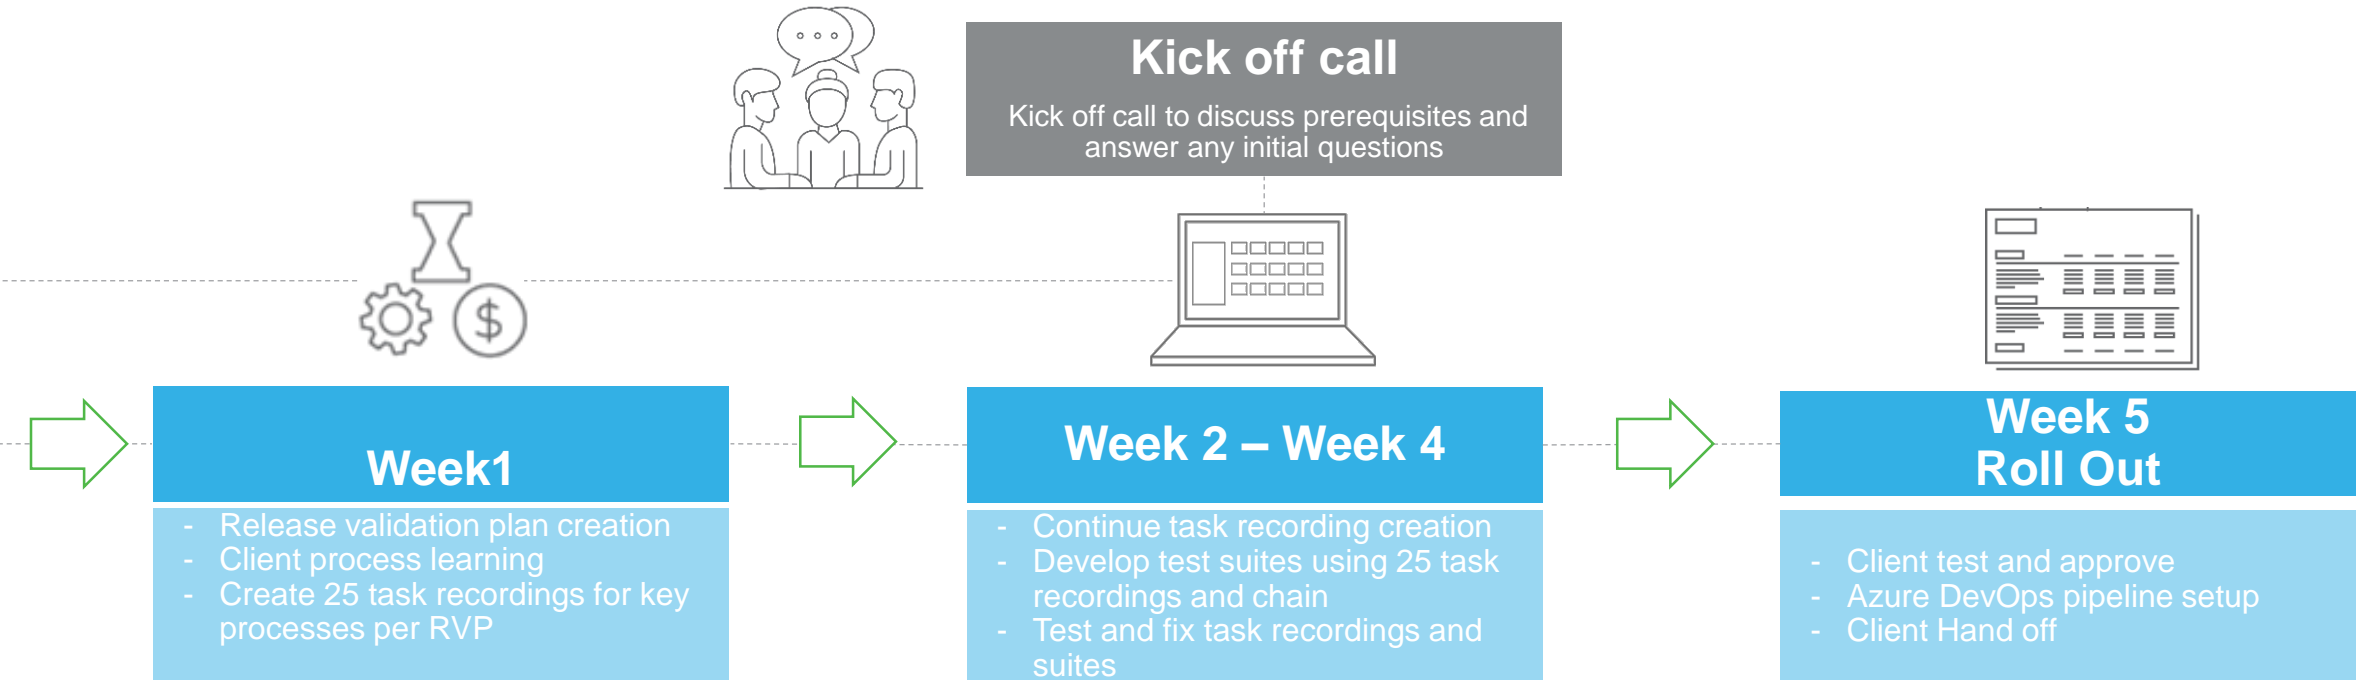 Kick off call
Kick off call to discuss prerequisites and
answer any initial questions
$
Week1
- Release validation plan creation
- Client process learning
- Create 25 task recordings for key
processes per RVP
Week 2 – Week 4
- Continue task recording creation
- Develop test suites using 25 task
recordings and chain
- Test and fix task recordings and
suites
Week 5
Roll Out
- Client test and approve
- Azure DevOps pipeline setup
- Client Hand off